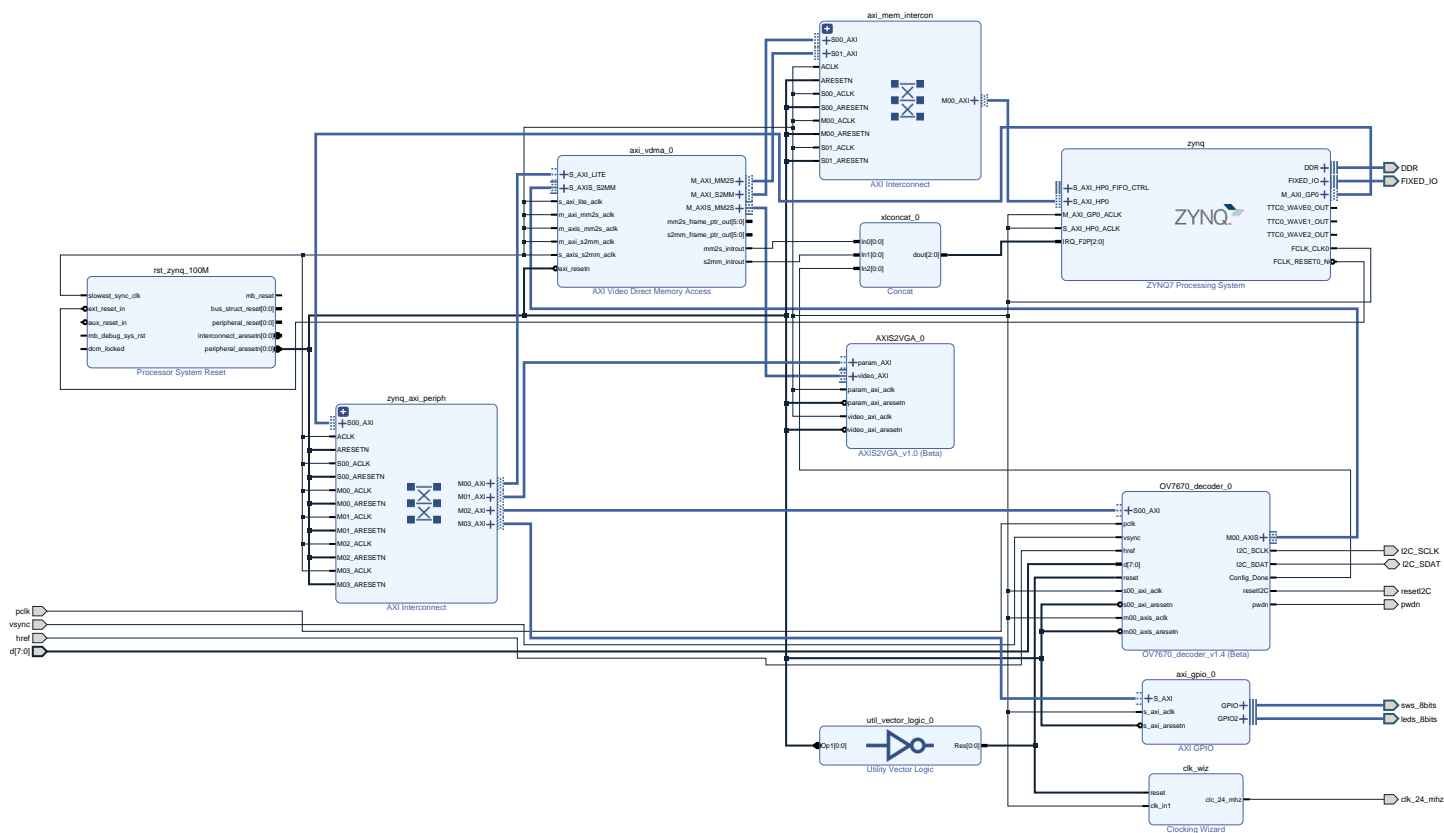 axi_mem_intercon
S00_AXI
S01_AXI
ACLK
ARESETN
S00_ACLK
S00_ARESETN
M00_ACLK
M00_ARESETN
S01_ACLK
S01_ARESETN
M00_AXI
AXI Interconnect
axi_vdma_0
S_AXI_LITE
S_AXIS_S2MM
s_axi_lite_aclk
m_axi_mm2s_aclk
m_axis_mm2s_aclk
m_axi_s2mm_aclk
s_axis_s2mm_aclk
axi_resetn
M_AXI_MM2S
M_AXI_S2MM
M_AXIS_MM2S
mm2s_frame_ptr_out[5:0]
s2mm_frame_ptr_out[5:0]
mm2s_introut
s2mm_introut
AXI Video Direct Memory Access
xlconcat_0
In0[0:0]
In1[0:0]
In2[0:0]
dout[2:0]
Concat
zynq
S_AXI_HP0_FIFO_CTRL
S_AXI_HP0
M_AXI_GP0_ACLK
S_AXI_HP0_ACLK
IRQ_F2P[2:0]
ZYNQ
DDR
FIXED_IO
M_AXI_GP0
TTC0_WAVE0_OUT
TTC0_WAVE1_OUT
TTC0_WAVE2_OUT
FCLK_CLK0
FCLK_RESET0_N
ZYNQ7 Processing System
DDR
FIXED_IO
rst_zynq_100M
slowest_sync_clk
ext_reset_in
aux_reset_in
mb_debug_sys_rst
dcm_locked
mb_reset
bus_struct_reset[0:0]
peripheral_reset[0:0]
interconnect_aresetn[0:0]
peripheral_aresetn[0:0]
Processor System Reset
AXIS2VGA_0
param_AXI
video_AXI
param_axi_aclk
param_axi_aresetn
video_axi_aclk
video_axi_aresetn
AXIS2VGA_v1.0 (Beta)
zynq_axi_periph
S00_AXI
ACLK
ARESETN
S00_ACLK
S00_ARESETN
M00_ACLK
M00_ARESETN
M01_ACLK
M01_ARESETN
M02_ACLK
M02_ARESETN
M03_ACLK
M03_ARESETN
M00_AXI
M01_AXI
M02_AXI
M03_AXI
AXI Interconnect
OV7670_decoder_0
S00_AXI
pclk
vsync
href
d[7:0]
reset
s00_axi_aclk
s00_axi_aresetn
m00_axis_aclk
m00_axis_aresetn
M00_AXIS
I2C_SCLK
I2C_SDAT
Config_Done
resetI2C
pwdn
OV7670_decoder_v1.4 (Beta)
I2C_SCLK
I2C_SDAT
resetI2C
pwdn
pclk
vsync
href
d[7:0]
axi_gpio_0
S_AXI
s_axi_aclk
s_axi_aresetn
GPIO
GPIO2
AXI GPIO
sws_8bits
leds_8bits
util_vector_logic_0
Op1[0:0]
Res[0:0]
Utility Vector Logic
clk_wiz
reset
clk_in1
clc_24_mhz
Clocking Wizard
clk_24_mhz